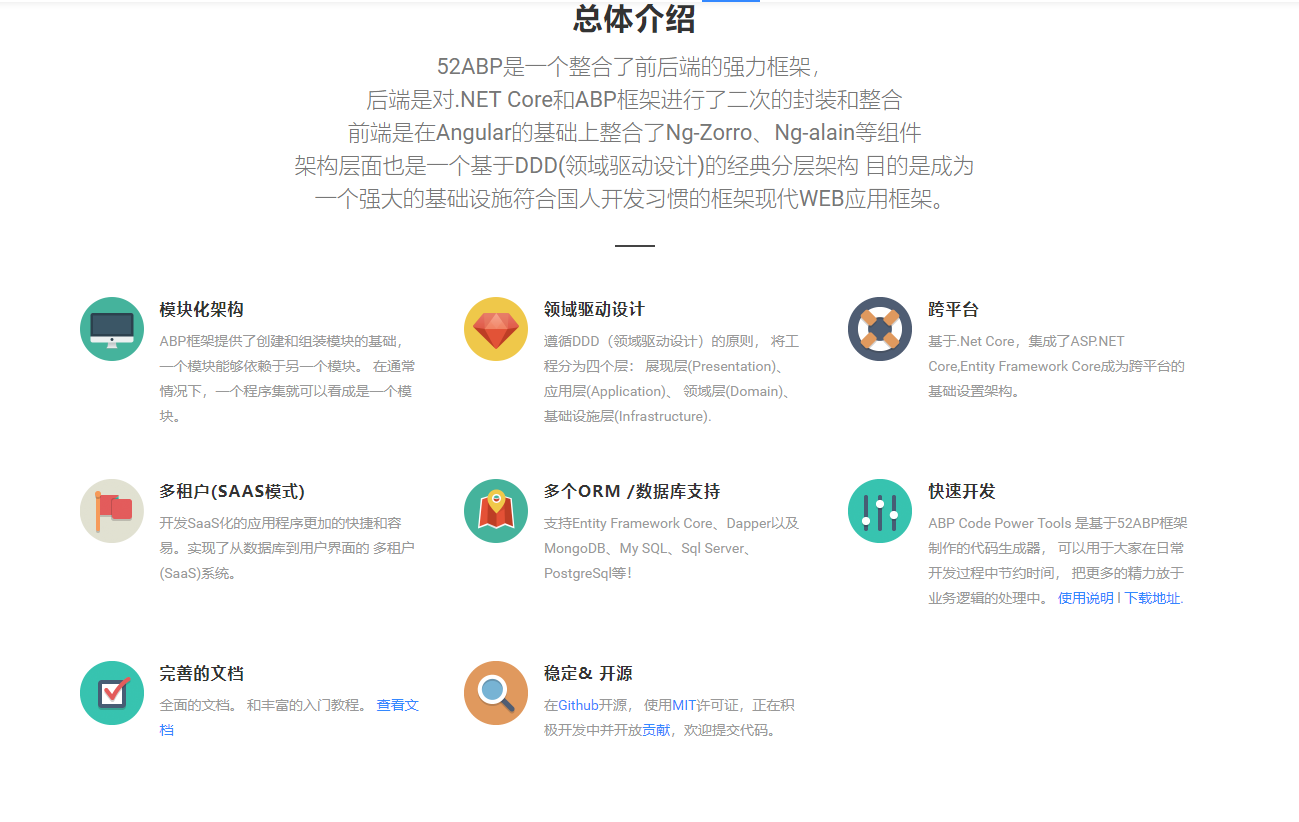 总体介绍
52ABP是一个整合了前后端的强力框架，
后端是对.NET Core和ABP框架进行了二次的封装和整合
前端是在Angular的基础上整合了Ng-Zorro、Ng-alain等组件
架构层面也是一个基于DDD(领域驱动设计)的经典分层架构 目的是成为
一个强大的基础设施符合国人开发习惯的框架现代WEB应用框架。
模块化架构
ABP框架提供了创建和组装模块的基础，
一个模块能够依赖于另一个模块。 在通常
情况下，一个程序集就可以看成是一个模
块。
领域驱动设计
遵循DDD（领域驱动设计）的原则， 将工
程分为四个层： 展现层(Presentation)、
应用层(Application)、 领域层(Domain)、
基础设施层(Infrastructure).
跨平台
基于.Net Core，集成了ASP.NET
Core,Entity Framework Core成为跨平台的
基础设置架构。
多租户(SAAS模式)
开发SaaS化的应用程序更加的快捷和容
易。实现了从数据库到用户界面的 多租户
(SaaS)系统。
多个ORM /数据库支持
支持Entity Framework Core、Dapper以及
MongoDB、My SQL、Sql Server、
PostgreSql等！
快速开发
ABP Code Power Tools 是基于52ABP框架
制作的代码生成器， 可以用于大家在日常
开发过程中节约时间， 把更多的精力放于
业务逻辑的处理中。 使用说明 | 下载地址.
完善的文档
全面的文档。 和丰富的入门教程。 查看文
档
稳定& 开源
在Github开源， 使用MIT许可证，正在积
极开发中并开放贡献，欢迎提交代码。